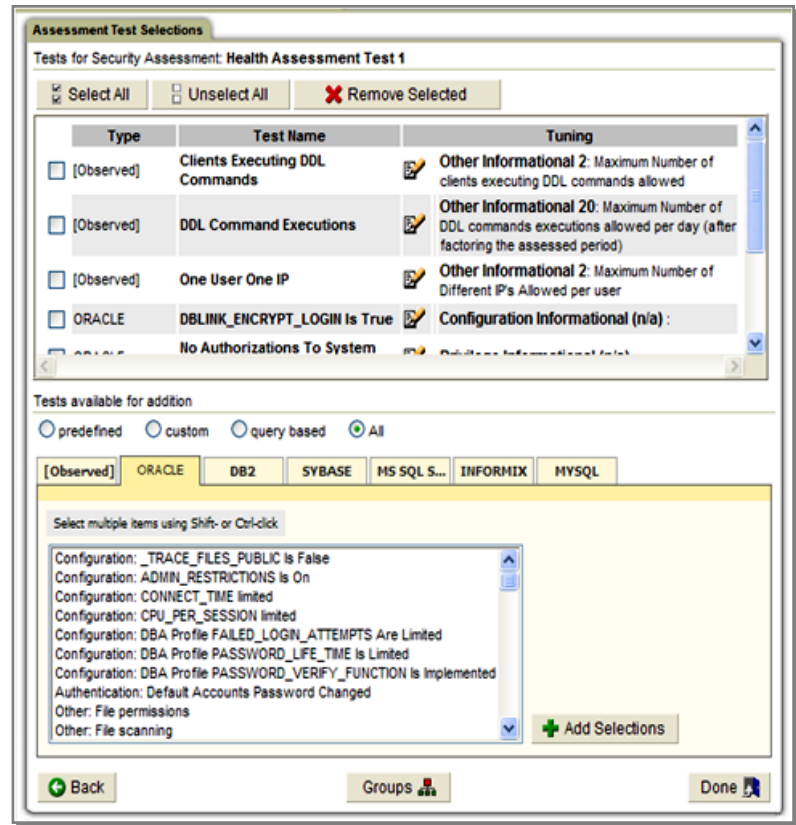 Assessment Test Selections
Tests for Security Assessment: Health Assessment Test 1
Select All
Unselect All
Remove Selected
Type
Test Name
Tuning
[Observed]
Clients Executing DDL
Commands
Other Informational 2: Maximum Number of
clients executing DDL commands allowed
[Observed]
DDL Command Executions
Other Informational 20: Maximum Number of
DDL commands executions allowed per day (after
factoring the assessed period)
[Observed]
One User One IP
Other Informational 2: Maximum Number of
Different IP's Allowed per user
ORACLE
DBLINK_ENCRYPT_LOGIN Is True
Configuration Informational (n/a) :
ORACLE
No Authorizations To System
Privilege Informational (n/a)
Tests available for addition
predefined
custom
query based
All
[Observed]
ORACLE
DB2
SYBASE
MS SQL S...
INFORMIX
MYSQL
Select multiple items using Shift- or Ctrl-click
Configuration: _TRACE_FILES_PUBLIC Is False
Configuration: ADMIN_RESTRICTIONS Is On
Configuration: CONNECT_TIME limited
Configuration: CPU_PER_SESSION limited
Configuration: DBA Profile FAILED_LOGIN_ATTEMPTS Are Limited
Configuration: DBA Profile PASSWORD_LIFE_TIME Is Limited
Configuration: DBA Profile PASSWORD_VERIFY_FUNCTION Is Implemented
Authentication: Default Accounts Password Changed
Other: File permissions
Other: File scanning
Add Selections
Back
Groups
Done